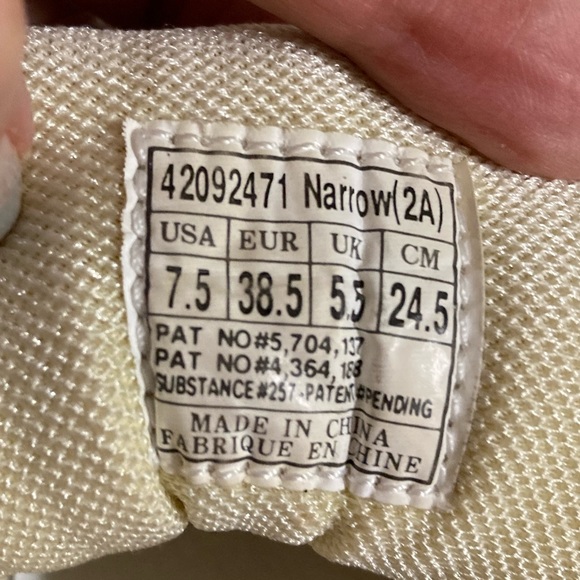 42092471 Narrow(2A)
USA EUR UK CM
7.5 38.5 5.5 24.5
PAT NO#5,704,137
PAT NO#4,364,188
SUBSTANCE#257-PATENT#PENDING
MADE IN CHINA
FABRIQUE EN CHINE